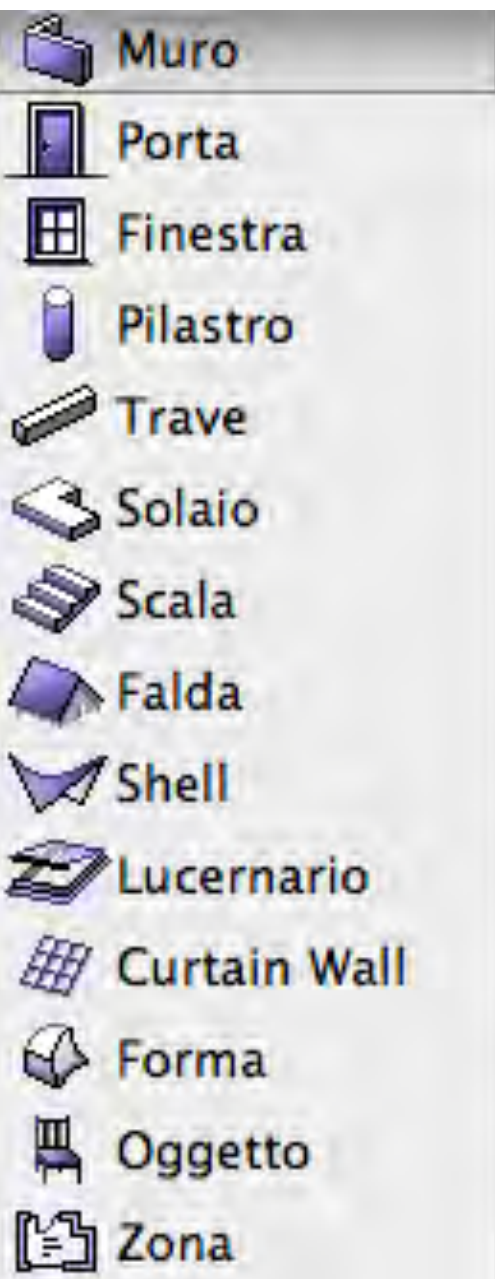 Muro
Porta
Finestra
Pilastro
Trave
Solaio
Scala
Falda
Shell
Lucernario
Curtain Wall
Forma
Oggetto
Zona